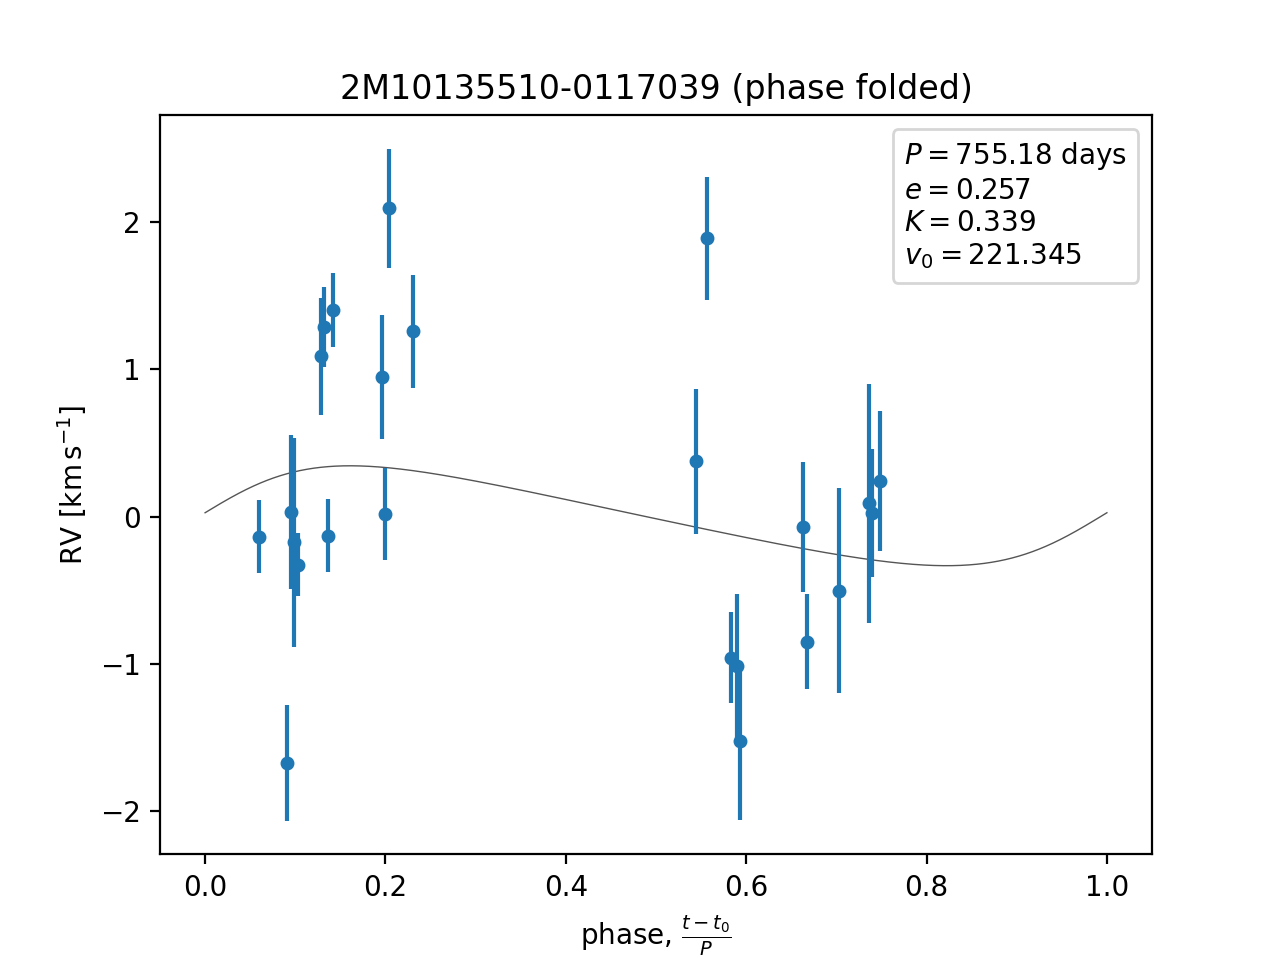 2M10135510-0117039 (phase folded)
P = 755.18 days
e = 0.257
K = 0.339
v₀ = 221.345
2
1
0
−1
−2
RV [km s⁻¹]
0.0 0.2 0.4 0.6 0.8 1.0
phase, (t − t₀)/P